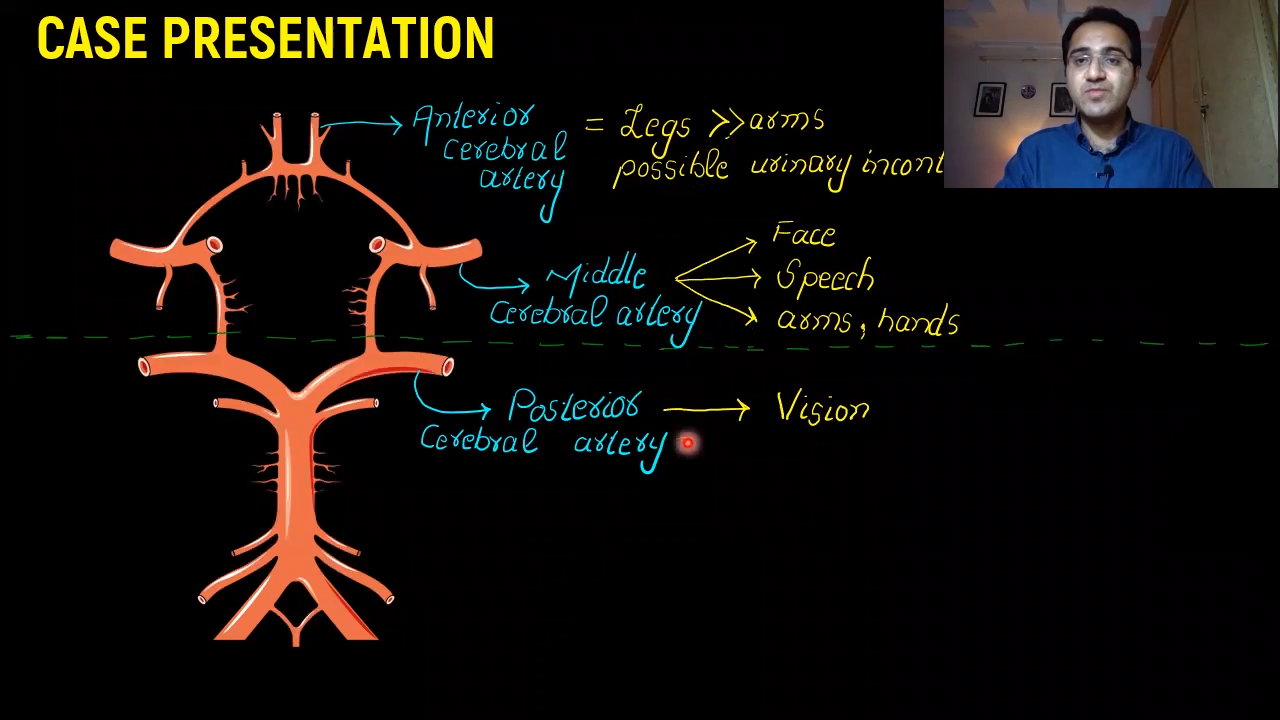 CASE PRESENTATION
Anterior cerebral artery = Legs >> arms
possible urinary incont
Middle cerebral artery
Face
Speech
arms, hands
Posterior Cerebral artery
Vision